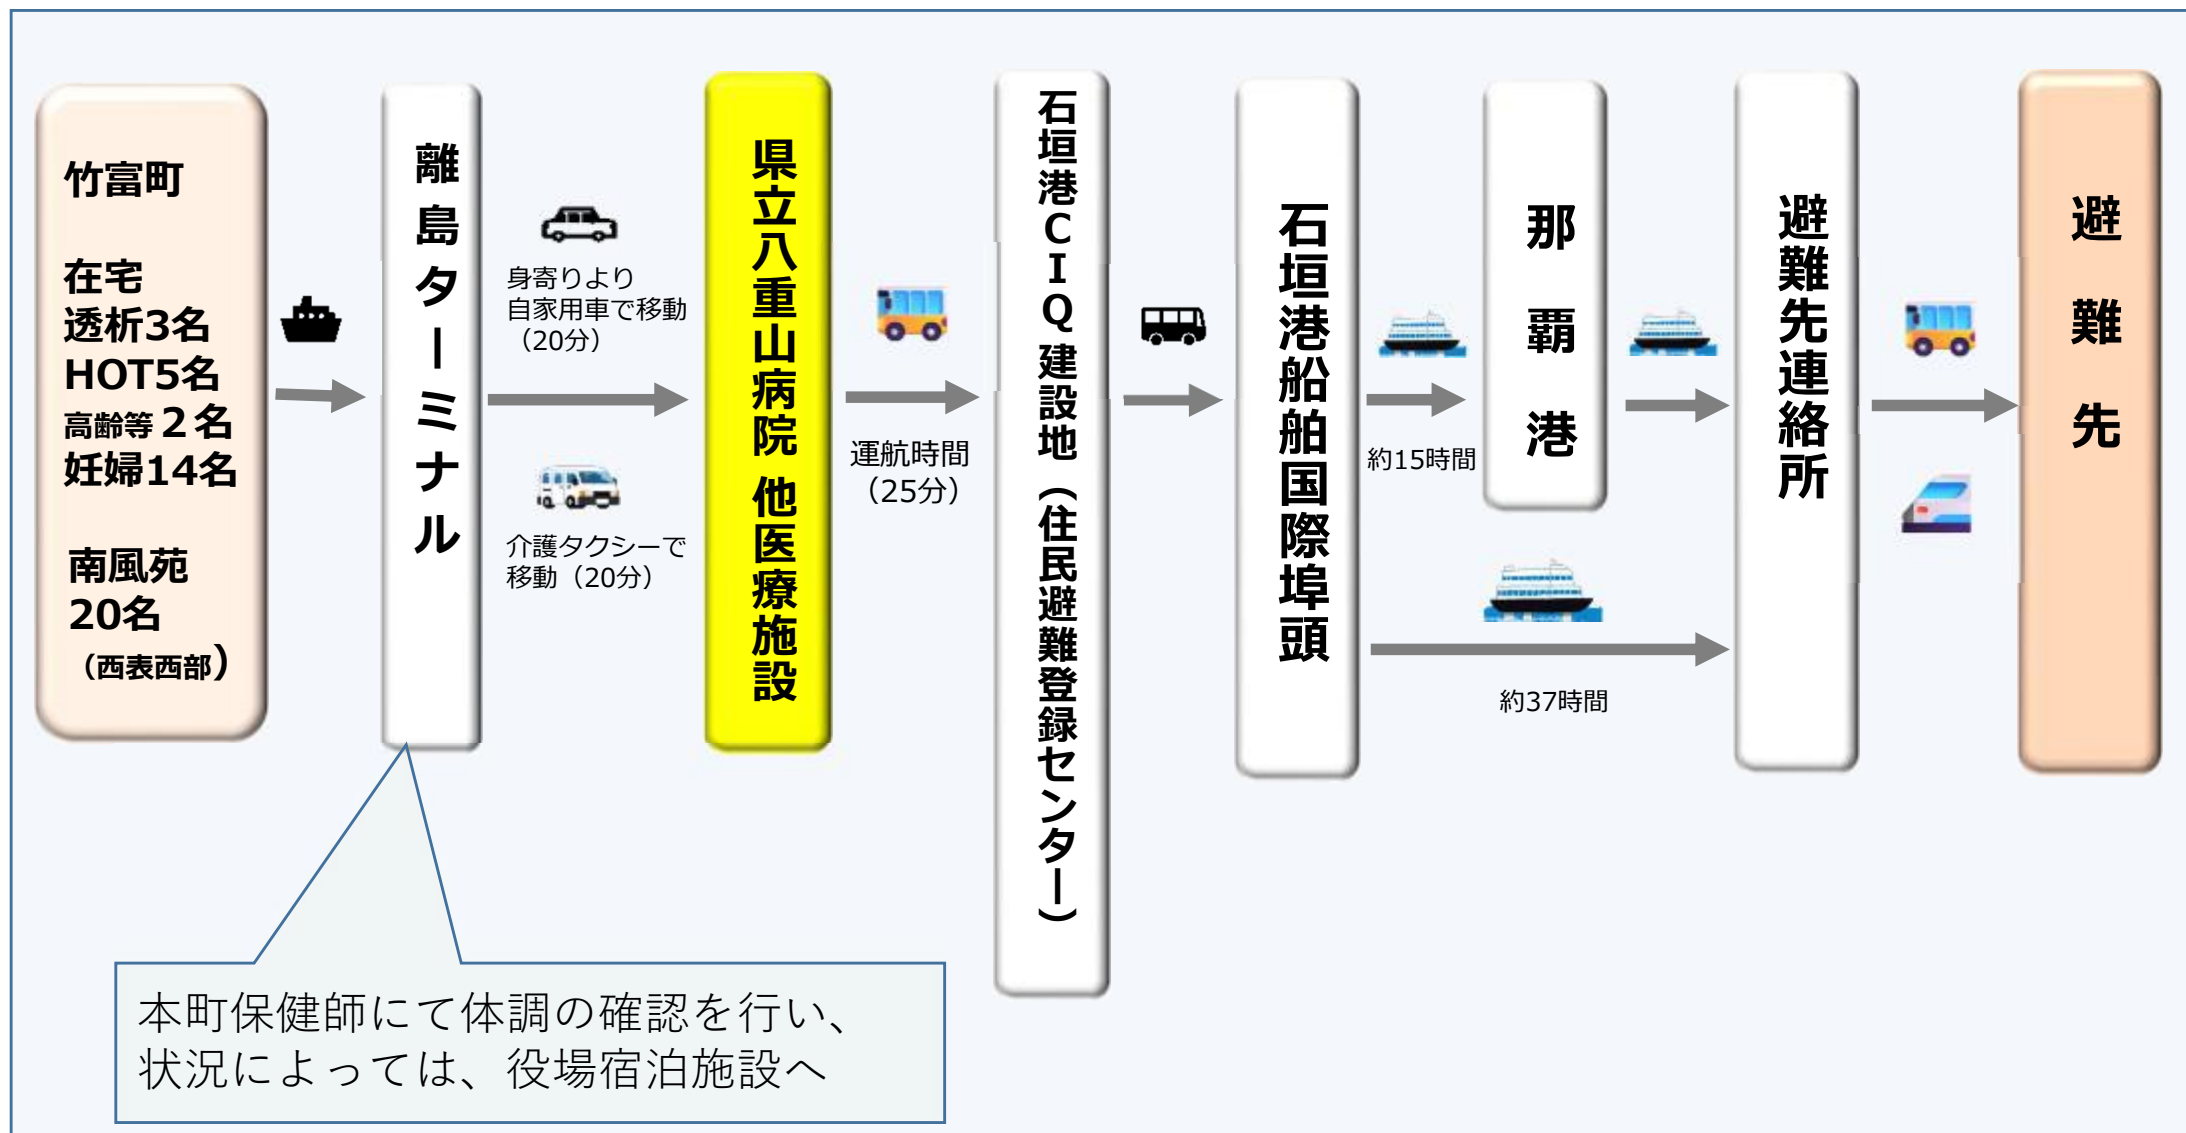 竹富町
在宅
透析3名
HOT5名
高齢等２名
妊婦14名
南風苑
20名
（西表西部）
離島ターミナル
身寄りより
自家用車で移動
（20分）
介護タクシーで
移動（20分）
県立八重山病院 他医療施設
運航時間
（25分）
石垣港ＣＩＱ建設地（住民避難登録センター）
石垣港船舶国際埠頭
約15時間
那覇港
約37時間
避難先連絡所
避難先
本町保健師にて体調の確認を行い、
状況によっては、役場宿泊施設へ